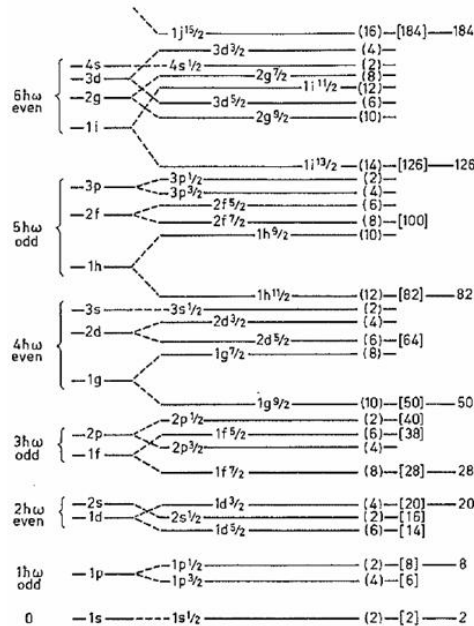 1j15/2 (16) [184] 184
3d3/2 (4)
4s 4s1/2 (2)
3d 2g7/2 (8)
6ħω even 1i11/2 (12)
2g 3d5/2 (6)
2g9/2 (10)
1i
1i13/2 (14) [126] 126
3p 3p1/2 (2)
3p3/2 (4)
2f 2f5/2 (6)
5ħω odd 2f7/2 (8) [100]
1h9/2 (10)
1h
1h11/2 (12) [82] 82
3s 3s1/2 (2)
2d 2d3/2 (4)
4ħω even 2d5/2 (6) [64]
1g7/2 (8)
1g
1g9/2 (10) [50] 50
2p1/2 (2) [40]
3ħω odd 2p 1f5/2 (6) [38]
2p3/2 (4)
1f
1f7/2 (8) [28] 28
2ħω even 2s 1d3/2 (4) [20] 20
1d 2s1/2 (2) [16]
1d5/2 (6) [14]
1ħω odd 1p 1p1/2 (2) [8] 8
1p3/2 (4) [6]
0 1s 1s1/2 (2) [2] 2